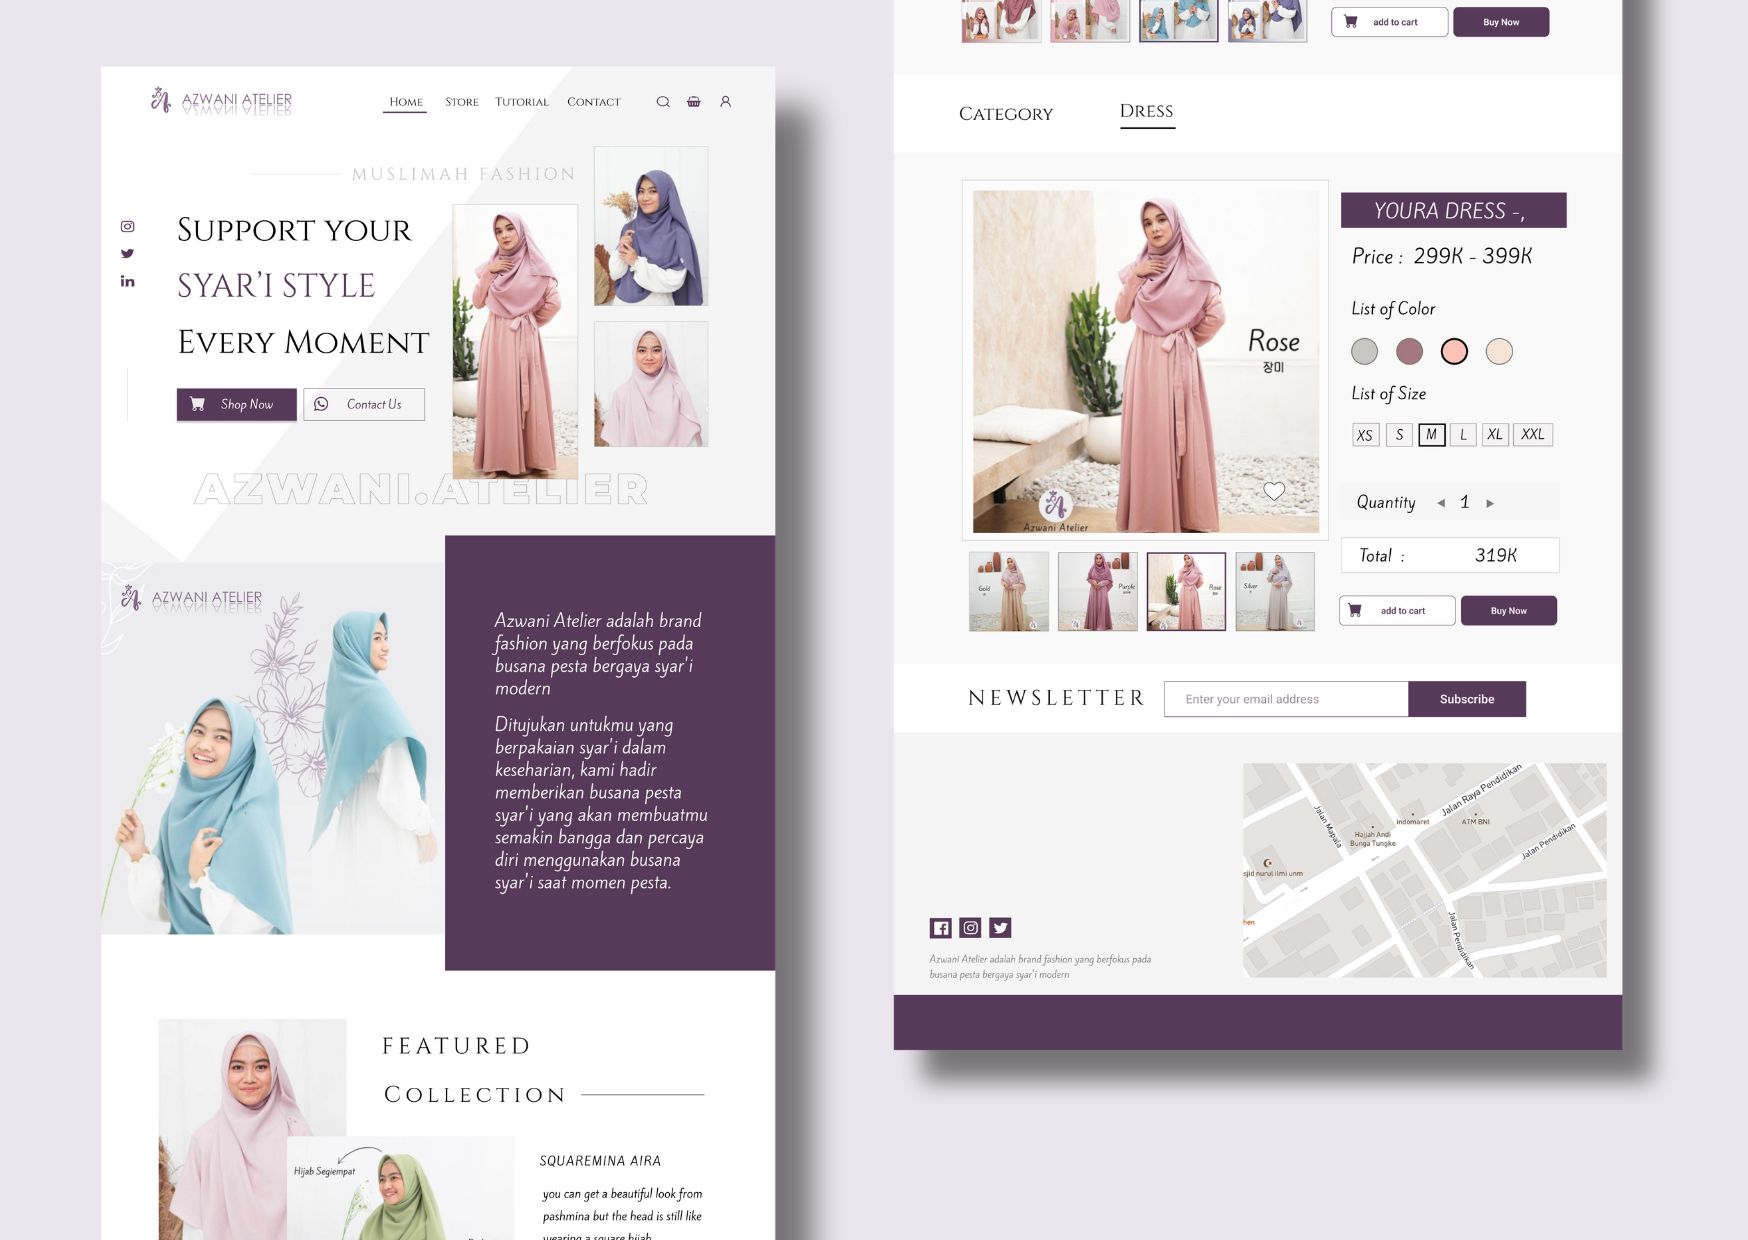 AZWANI ATELIER
Home
Store
Tutorial
Contact
MUSLIMAH FASHION
Support your
SYAR'I STYLE
Every Moment
Shop Now
Contact Us
AZWANI.ATELIER
AZWANI ATELIER
Azwani Atelier adalah brand
fashion yang berfokus pada
busana pesta bergaya syar'i
modern
Ditujukan untukmu yang
berpakaian syar'i dalam
keseharian, kami hadir
memberikan busana pesta
syar'i yang akan membuatmu
semakin bangga dan percaya
diri menggunakan busana
syar'i saat momen pesta.
FEATURED
Collection
Hijab Segiempat
SQUAREMINA AIRA
you can get a beautiful look from
pashmina but the head is still like
wearing a square hijab
add to cart
Buy Now
Category
Dress
Rose
장미
Azwani Atelier
Gold
Purple
Rose
Silver
YOURA DRESS -,
Price : 299K - 399K
List of Color
List of Size
XS S M L XL XXL
Quantity 1
Total : 319K
add to cart
Buy Now
NEWSLETTER
Enter your email address
Subscribe
Azwani Atelier adalah brand fashion yang berfokus pada
busana pesta bergaya syar'i modern
Jalan Raya Pendidikan
Jalan Mapala
indomaret
ATM BNI
Hajjah Andi
Bunga Tungke
Jalan Pendidikan
sjid nurul ilmi unm
hen
Jalan Pendidikan